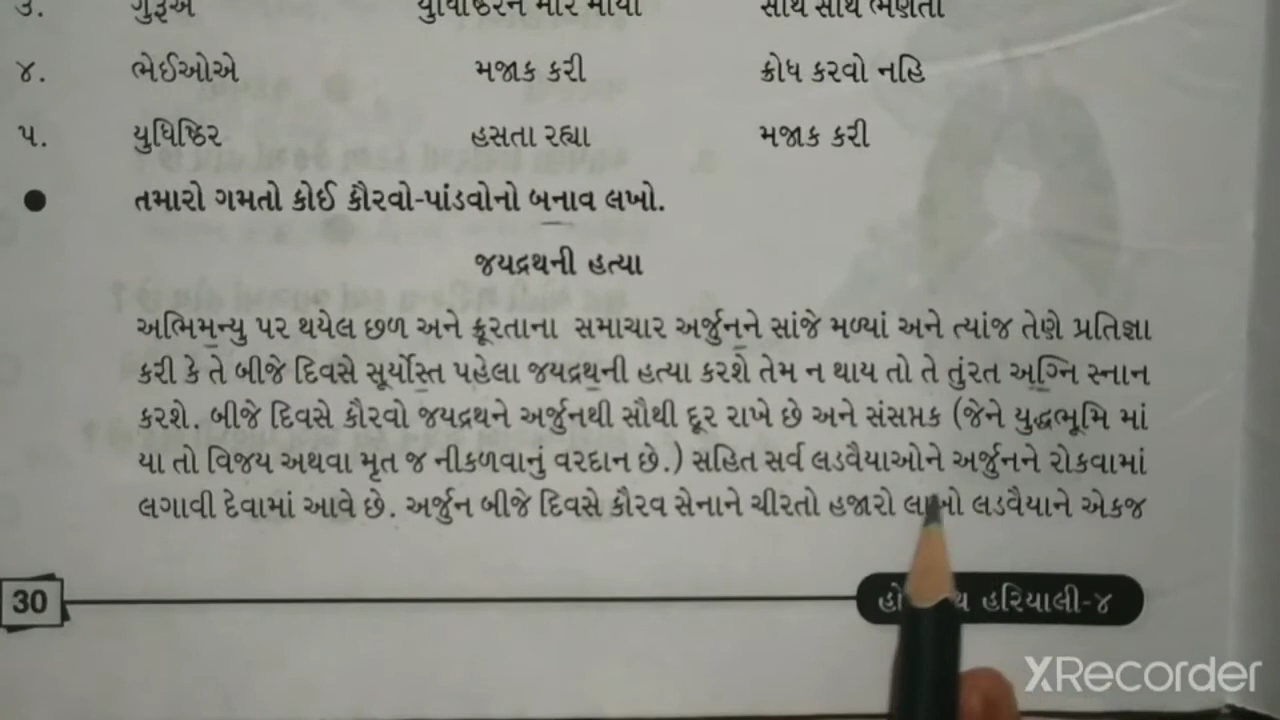 ૩. ગુરૂએ યુધિષ્ઠિરને માર માર્યો સાથે સાથે ભણતા
૪. ભેઈઓએ મજાક કરી ક્રોધ કરવો નહિ
૫. યુધિષ્ઠિર હસતા રહ્યા મજાક કરી
● તમારો ગમતો કોઈ કૌરવો-પાંડવોનો બનાવ લખો.
જયદ્રથની હત્યા
અભિમન્યુ પર થયેલ છળ અને ક્રૂરતાના સમાચાર અર્જુનને સાંજે મળ્યાં અને ત્યાંજ તેણે પ્રતિજ્ઞા
કરી કે તે બીજે દિવસે સૂર્યોસ્ત પહેલા જયદ્રથની હત્યા કરશે તેમ ન થાય તો તે તુંરત અગ્નિ સ્નાન
કરશે. બીજે દિવસે કૌરવો જયદ્રથને અર્જુનથી સૌથી દૂર રાખે છે અને સંસપ્તક (જેને યુદ્ધભૂમિ માં
યા તો વિજય અથવા મૃત જ નીકળવાનું વરદાન છે.) સહિત સર્વ લડવૈયાઓને અર્જુનને રોકવામાં
લગાવી દેવામાં આવે છે. અર્જુન બીજે દિવસે કૌરવ સેનાને ચીરતો હજારો લાખો લડવૈયાને એકજ
30 હરિયાલી-૪
XRecorder